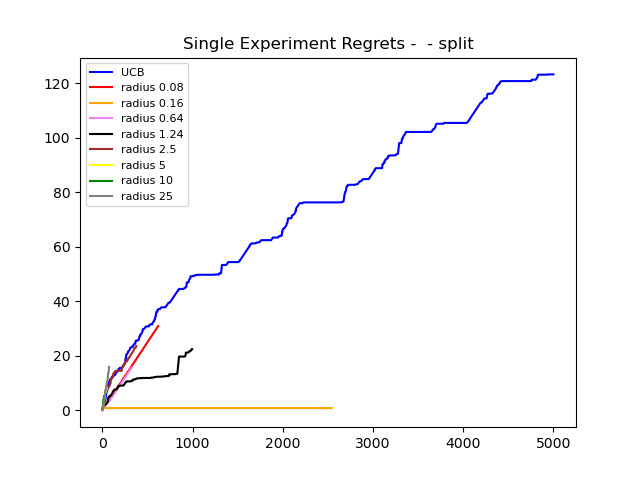 Single Experiment Regrets -  - split
UCB
radius 0.08
radius 0.16
radius 0.64
radius 1.24
radius 2.5
radius 5
radius 10
radius 25
120
100
80
60
40
20
0
0 1000 2000 3000 4000 5000